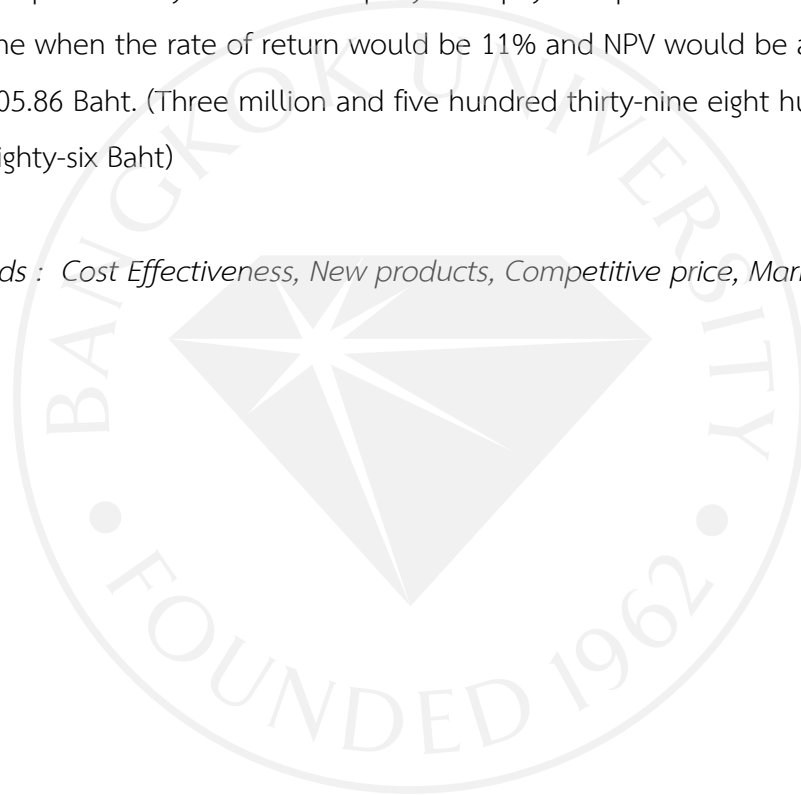 ne when the rate of return would be 11% and NPV would be a
05.86 Baht. (Three million and five hundred thirty-nine eight hu
ighty-six Baht)
ds : Cost Effectiveness, New products, Competitive price, Mar
BANGKOK UNIVERSITY
• FOUNDED 1962 •